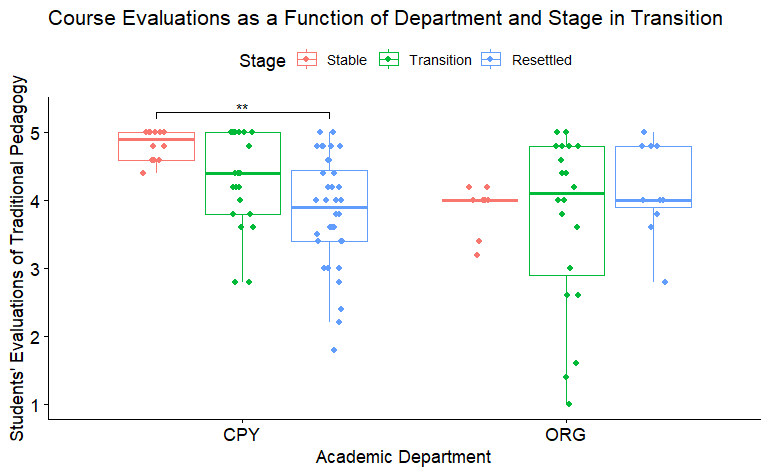 Course Evaluations as a Function of Department and Stage in Transition
Stage Stable Transition Resettled
Students' Evaluations of Traditional Pedagogy
**
5
4
3
2
1
CPY ORG
Academic Department